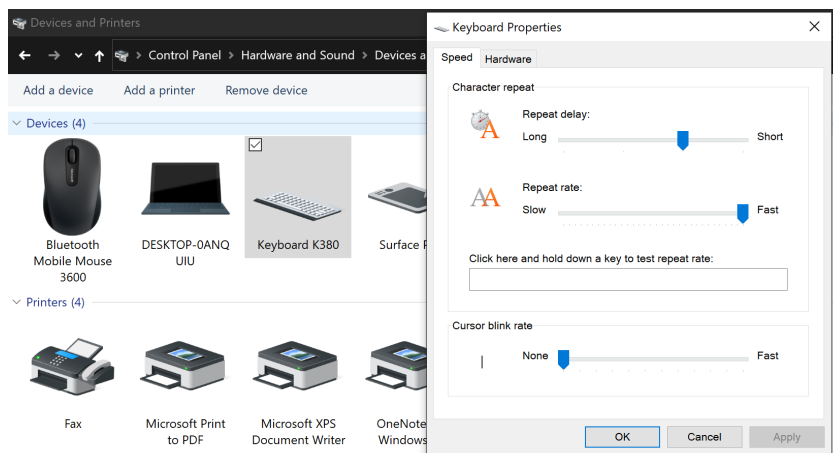 Devices and Printers
Control Panel > Hardware and Sound > Devices a
Add a device Add a printer Remove device
Devices (4)
Bluetooth
Mobile Mouse
3600
DESKTOP-0ANQ
UIU
Keyboard K380
Surface P
Printers (4)
Fax
Microsoft Print
to PDF
Microsoft XPS
Document Writer
OneNote
Windows
Keyboard Properties
Speed Hardware
Character repeat
Repeat delay:
Long Short
Repeat rate:
Slow Fast
Click here and hold down a key to test repeat rate:
Cursor blink rate
None Fast
OK Cancel Apply